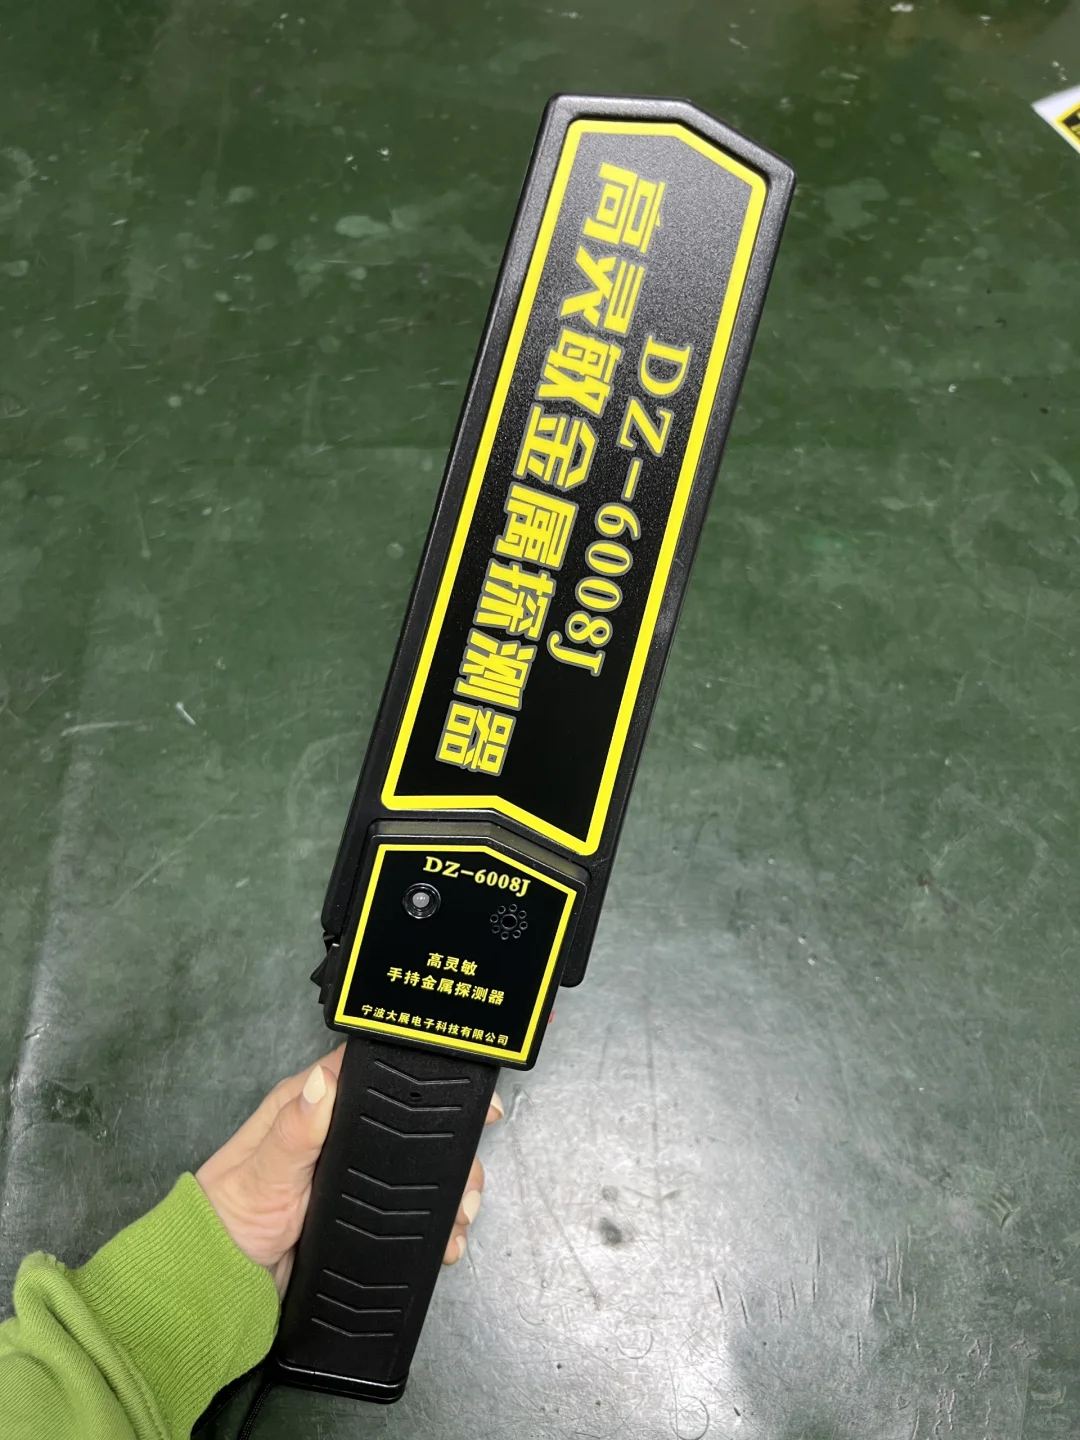 高灵敏金属探测器
DZ-6008J
DZ-6008J
高灵敏
手持金属探测器
宁波大展电子科技有限公司